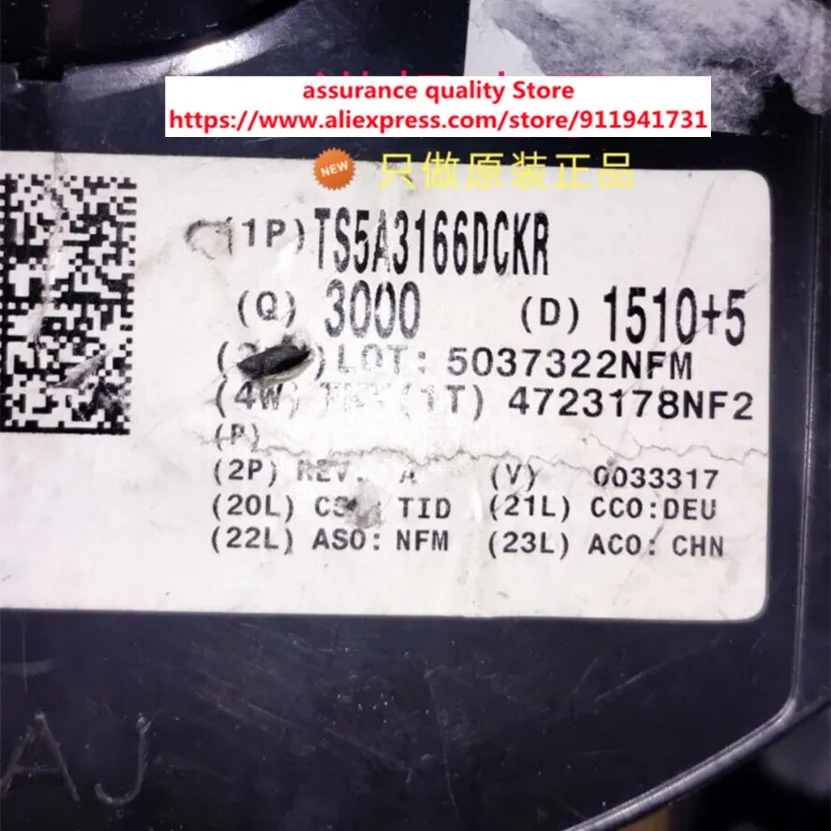 assurance quality Store
https://www.aliexpress.com/store/911941731
NEW 只做原装正品
(1P) TS5A3166DCKR
(Q) 3000 (D) 1510+5
LOT: 5037322NFM
(4W) (1T) 4723178NF2
(P)
(2P) REV. A (V) 0033317
(20L) TID (21L) CCO:DEU
(22L) ASO: NFM (23L) ACO: CHN
AJ